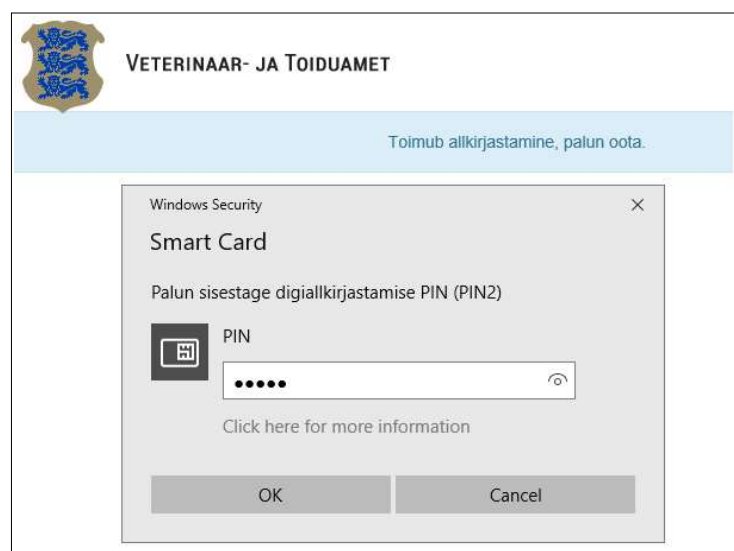 VETERINAAR- JA TOIDUAMET
Toimub allkirjastamine, palun oota.
Windows Security
Smart Card
Palun sisestage digiallkirjastamise PIN (PIN2)
PIN
●●●●●
Click here for more information
OK Cancel